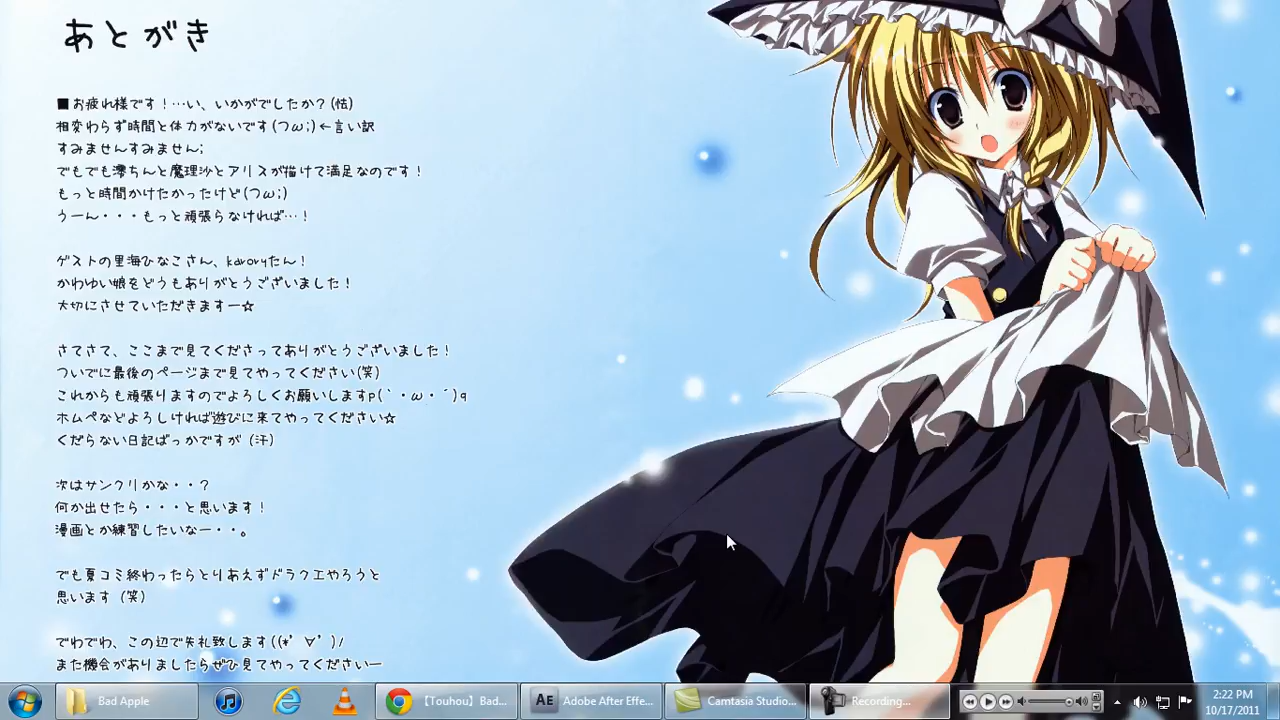 あとがき
■お疲れ様です！…い、いかがでしたか？(怯)
相変わらず時間と体力がないです(つω;)←言い訳
すみませんすみません;
でもでも澪ちんと魔理沙とアリスが描けて満足なのです！
もっと時間かけたかったけど(つω;)
うーん・・・もっと頑張らなければ…！
ゲストの里海ひなこさん、karoryたん！
かわゆい娘をどうもありがとうございました！
大切にさせていただきますー☆
さてさて、ここまで見てくださってありがとうございました！
ついでに最後のページまで見てやってください(笑)
これからも頑張りますのでよろしくお願いしますp(｀・ω・´)q
ホムペなどよろしければ遊びに来てやってください☆
くだらない日記ばっかですが（汗）
次はサンクリかな・・？
何か出せたら・・・と思います！
漫画とか練習したいなー・・。
でも夏コミ終わったらとりあえずドラクエやろうと
思います（笑）
でわでわ、この辺で失礼致します((*ﾟ∀ﾟ)ﾉ
また機会がありましたらぜひ見てやってくださいー
Bad Apple
【Touhou】Bad...
AE Adobe After Effe...
Camtasia Studio...
Recording...
2:22 PM
10/17/2011